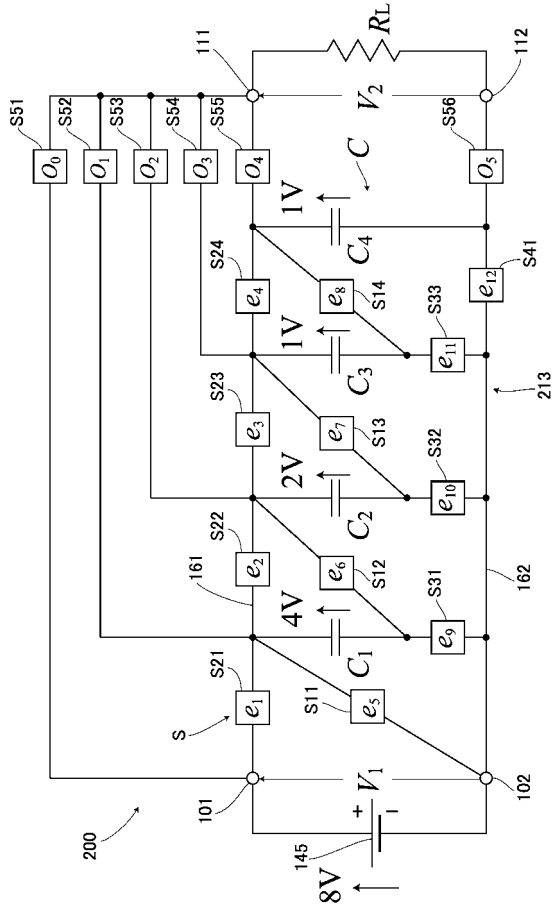 200
S51
O₀
S52
O₁
S53
O₂
S54
O₃
S55
O₄
111
101
S
S21
e₁
161
S22
e₂
S23
e₃
S24
e₄
8V
145
+
−
V₁
S11
e₅
4V
C₁
e₆
S12
2V
C₂
e₇
S13
1V
C₃
e₈
S14
1V
C₄
C
V₂
R_L
S31
e₉
S32
e₁₀
S33
e₁₁
S41
e₁₂
S56
O₅
102
162
213
112